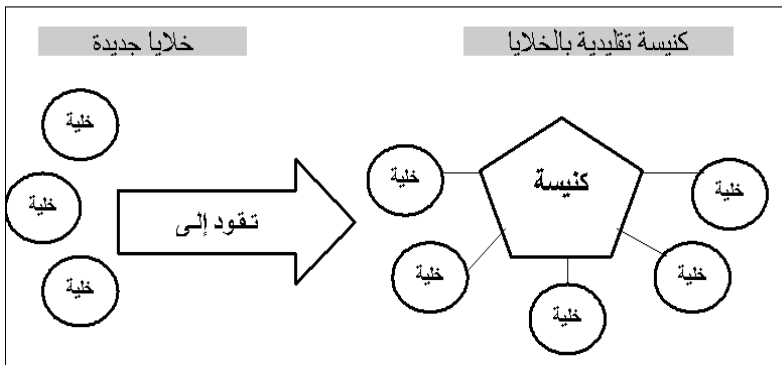 كنيسة تقليدية بالخلايا
خلايا جديدة
خلية
خلية
خلية
تقود إلى
كنيسة
خلية
خلية
خلية
خلية
خلية